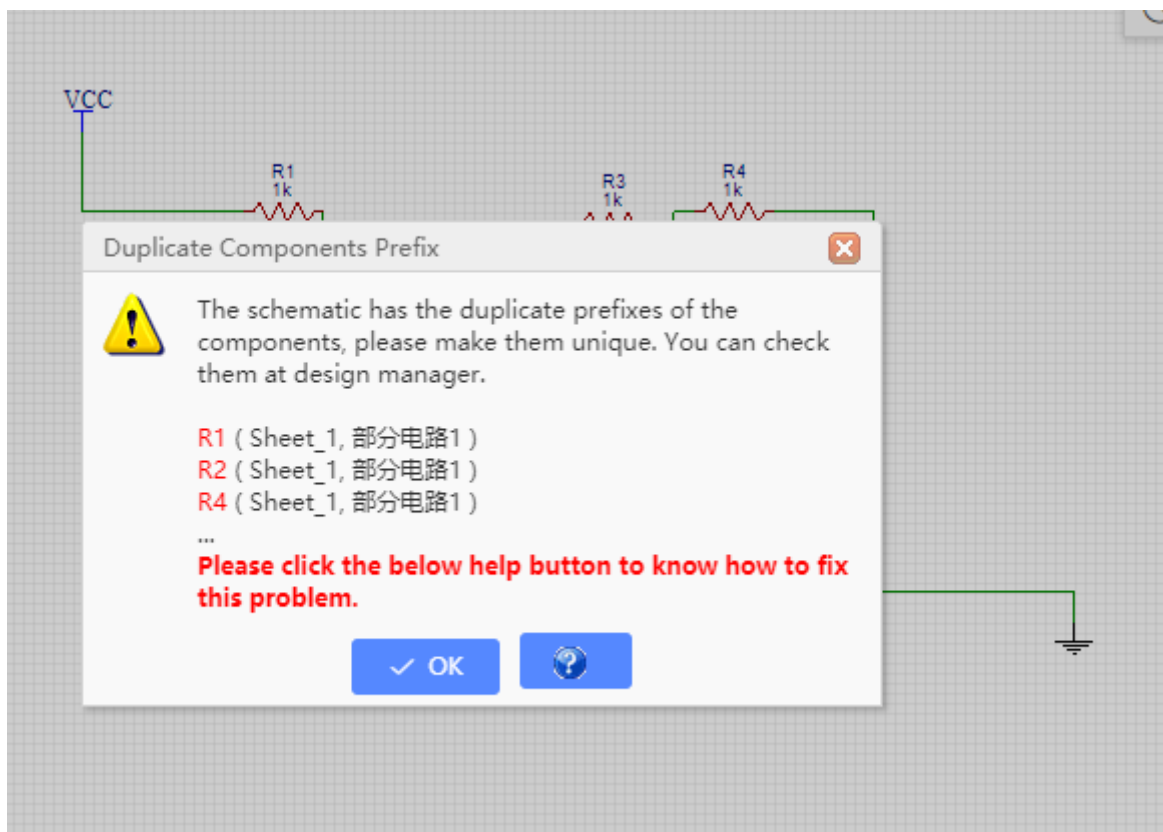 VCC
R1
1k
R3
1k
R4
1k
Duplicate Components Prefix
The schematic has the duplicate prefixes of the
components, please make them unique. You can check
them at design manager.
R1 ( Sheet_1, 部分电路1 )
R2 ( Sheet_1, 部分电路1 )
R4 ( Sheet_1, 部分电路1 )
...
Please click the below help button to know how to fix
this problem.
OK
?